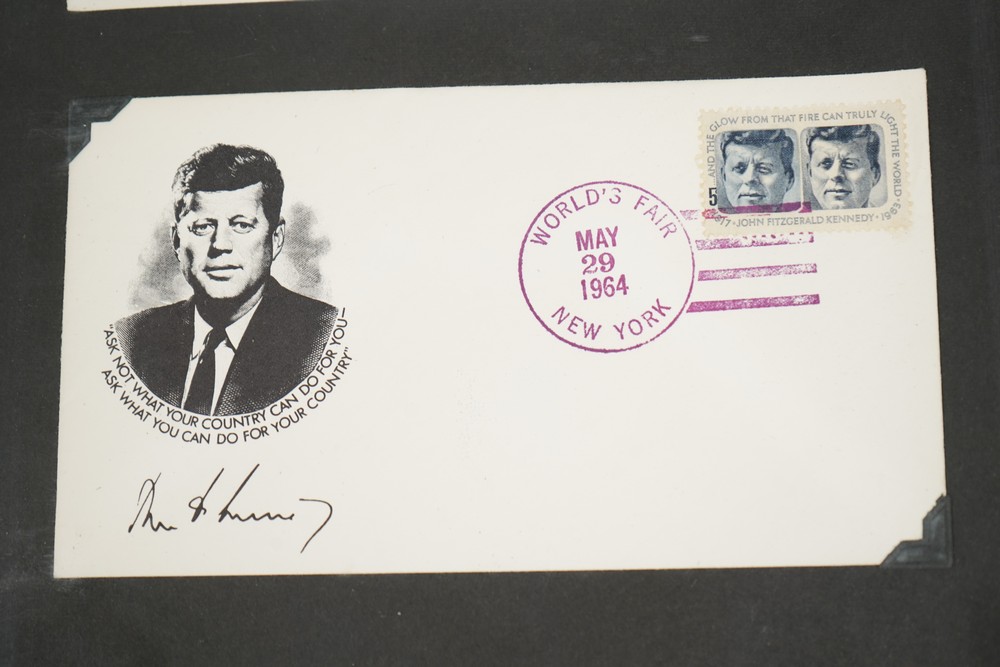 "ASK NOT WHAT YOUR COUNTRY CAN DO FOR YOU—
ASK WHAT YOU CAN DO FOR YOUR COUNTRY"
WORLD'S FAIR
MAY
29
1964
NEW YORK
...AND THE GLOW FROM THAT FIRE CAN TRULY LIGHT THE WORLD·
5
1917·JOHN FITZGERALD KENNEDY·1963